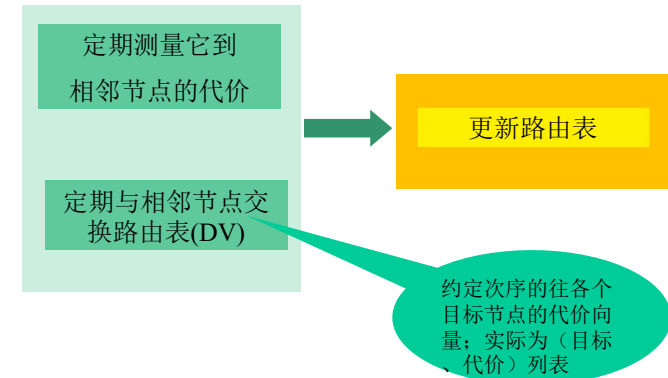 定期测量它到
相邻节点的代价
更新路由表
定期与相邻节点交
换路由表(DV)
约定次序的往各个
目标节点的代价向
量；实际为（目标
、代价）列表